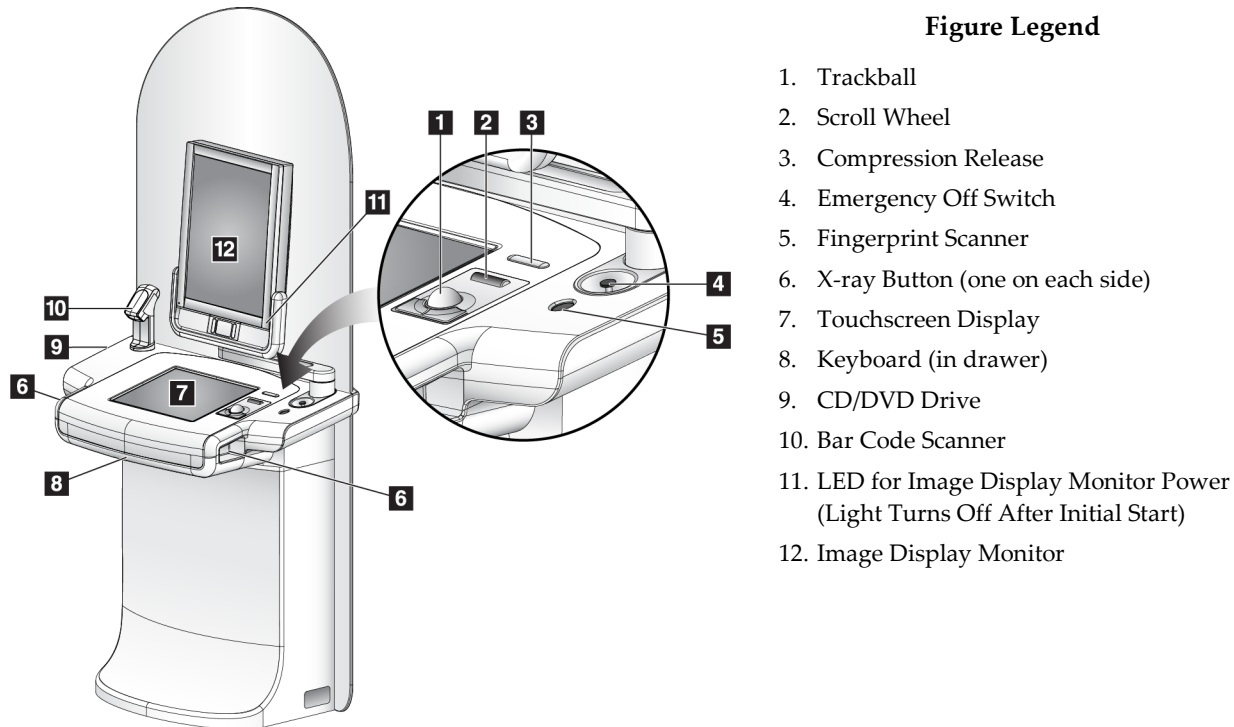 Figure Legend
1. Trackball
2. Scroll Wheel
3. Compression Release
4. Emergency Off Switch
5. Fingerprint Scanner
6. X-ray Button (one on each side)
7. Touchscreen Display
8. Keyboard (in drawer)
9. CD/DVD Drive
10. Bar Code Scanner
11. LED for Image Display Monitor Power
(Light Turns Off After Initial Start)
12. Image Display Monitor
1
2
3
11
12
4
10
5
9
6
7
8
6